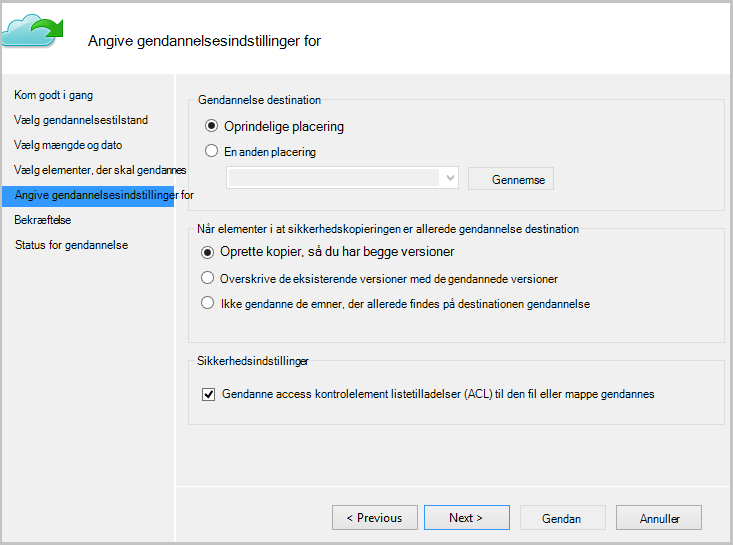 Angive gendannelsesindstillinger for
Kom godt i gang
Vælg gendannelsestilstand
Vælg mængde og dato
Vælg elementer, der skal gendannes
Angive gendannelsesindstillinger for
Bekræftelse
Status for gendannelse
Gendannelse destination
Oprindelige placering
En anden placering
Gennemse
Når elementer i at sikkerhedskopieringen er allerede gendannelse destination
Oprette kopier, så du har begge versioner
Overskrive de eksisterende versioner med de gendannede versioner
Ikke gendanne de emner, der allerede findes på destinationen gendannelse
Sikkerhedsindstillinger
Gendanne access kontrolelement listetilladelser (ACL) til den fil eller mappe gendannes
< Previous
Next >
Gendan
Annuller